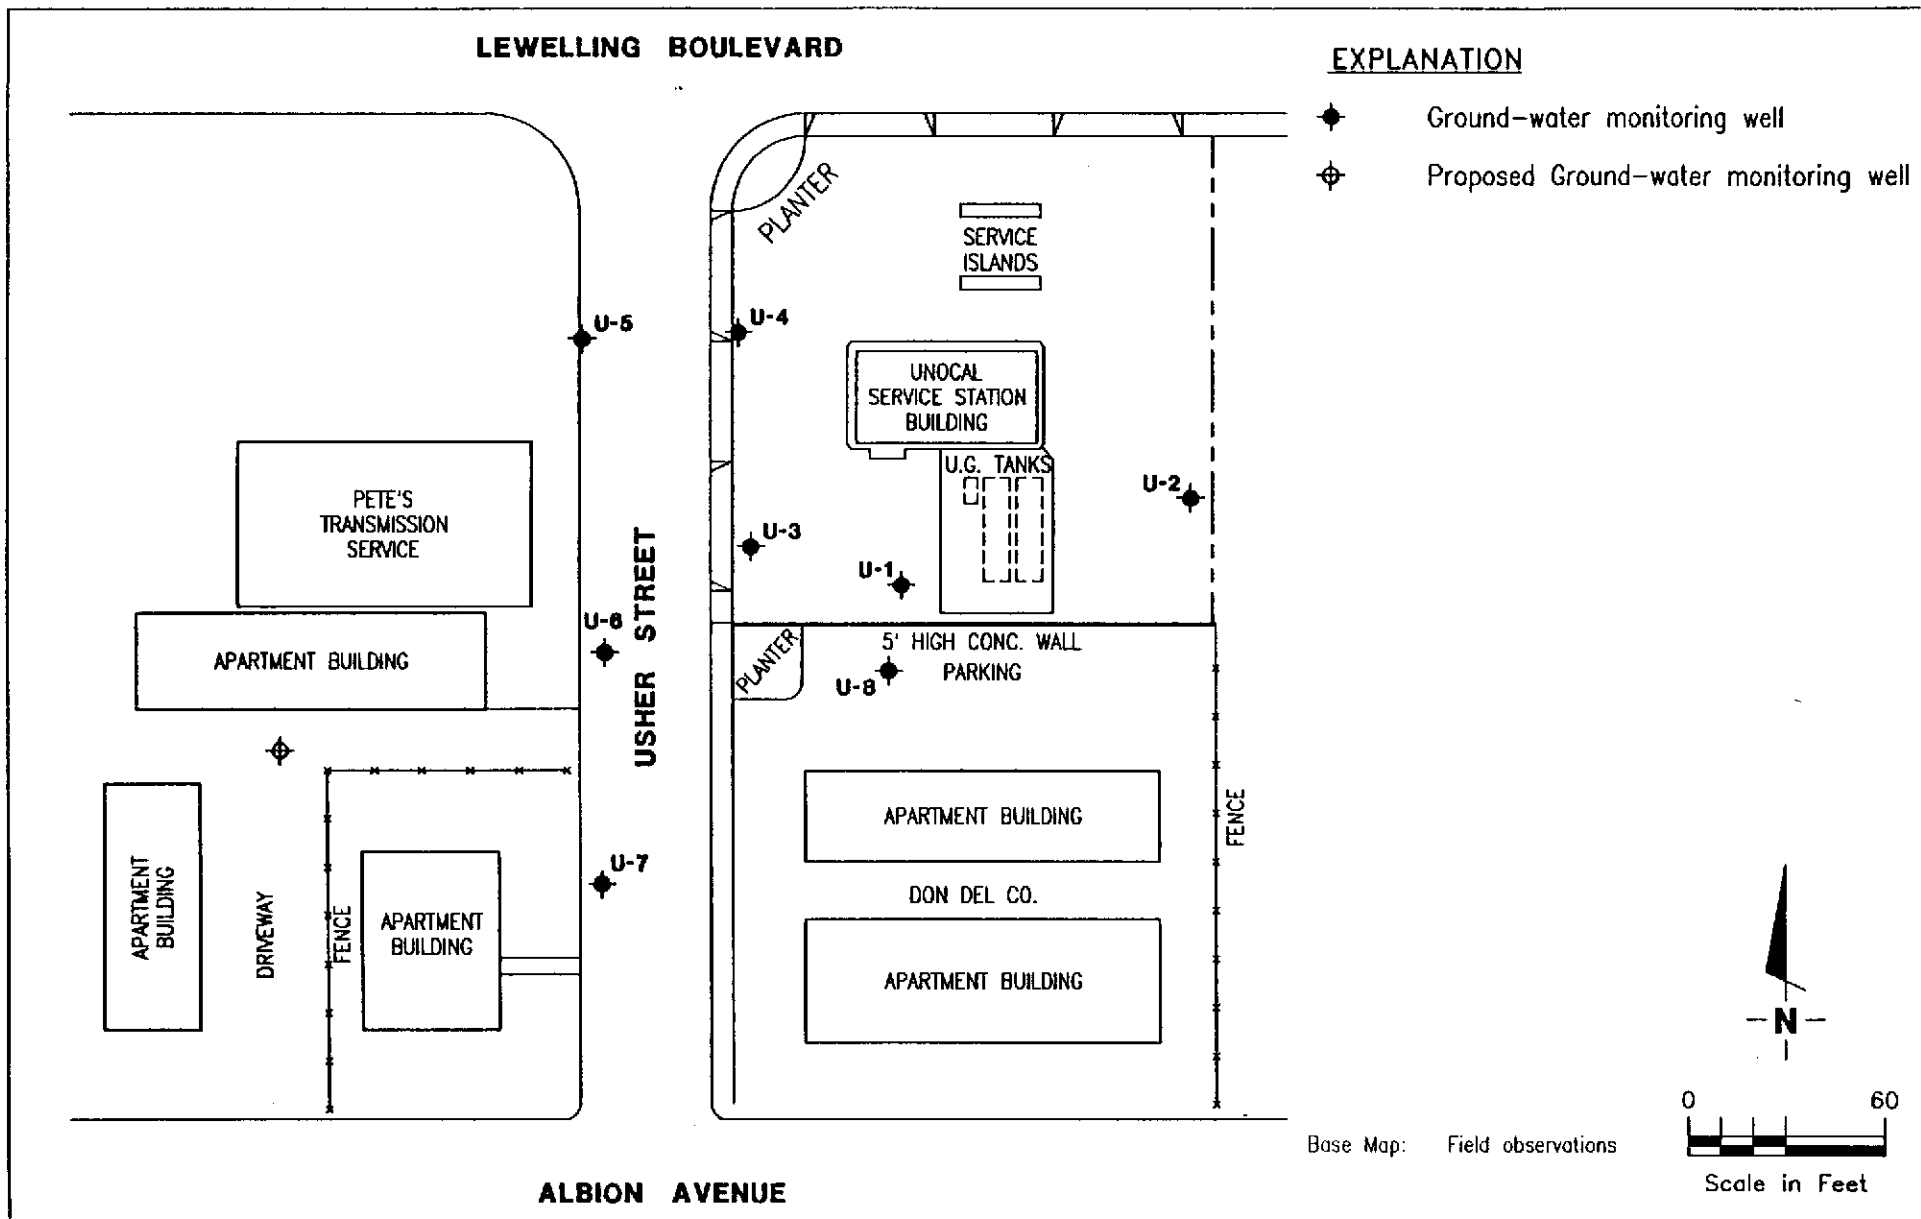 LEWELLING BOULEVARD
EXPLANATION
Ground-water monitoring well
Proposed Ground-water monitoring well
PLANTER
SERVICE
ISLANDS
U-5
U-4
UNOCAL
SERVICE STATION
BUILDING
U.G. TANKS
U-2
PETE'S
TRANSMISSION
SERVICE
U-3
U-1
USHER STREET
U-6
APARTMENT BUILDING
5' HIGH CONC. WALL
PARKING
PLANTER
U-8
APARTMENT BUILDING
FENCE
U-7
DON DEL CO.
APARTMENT
BUILDING
DRIVEWAY
FENCE
APARTMENT
BUILDING
APARTMENT BUILDING
N
0 60
Scale in Feet
Base Map: Field observations
ALBION AVENUE